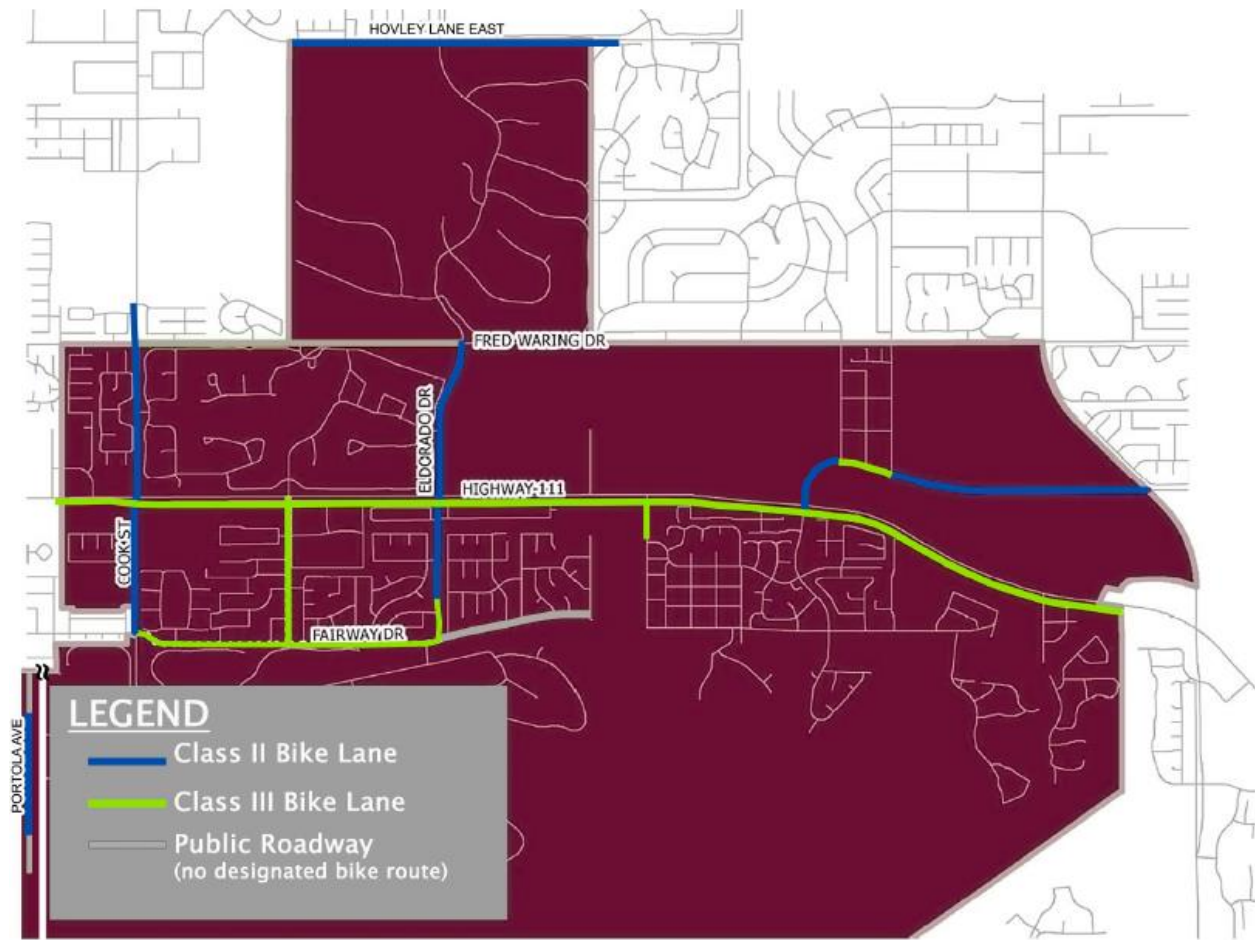 HOVLEY LANE EAST
FRED WARING DR
ELDORADO DR
HIGHWAY 111
COOK ST
FAIRWAY DR
PORTOLA AVE
LEGEND
Class II Bike Lane
Class III Bike Lane
Public Roadway
(no designated bike route)